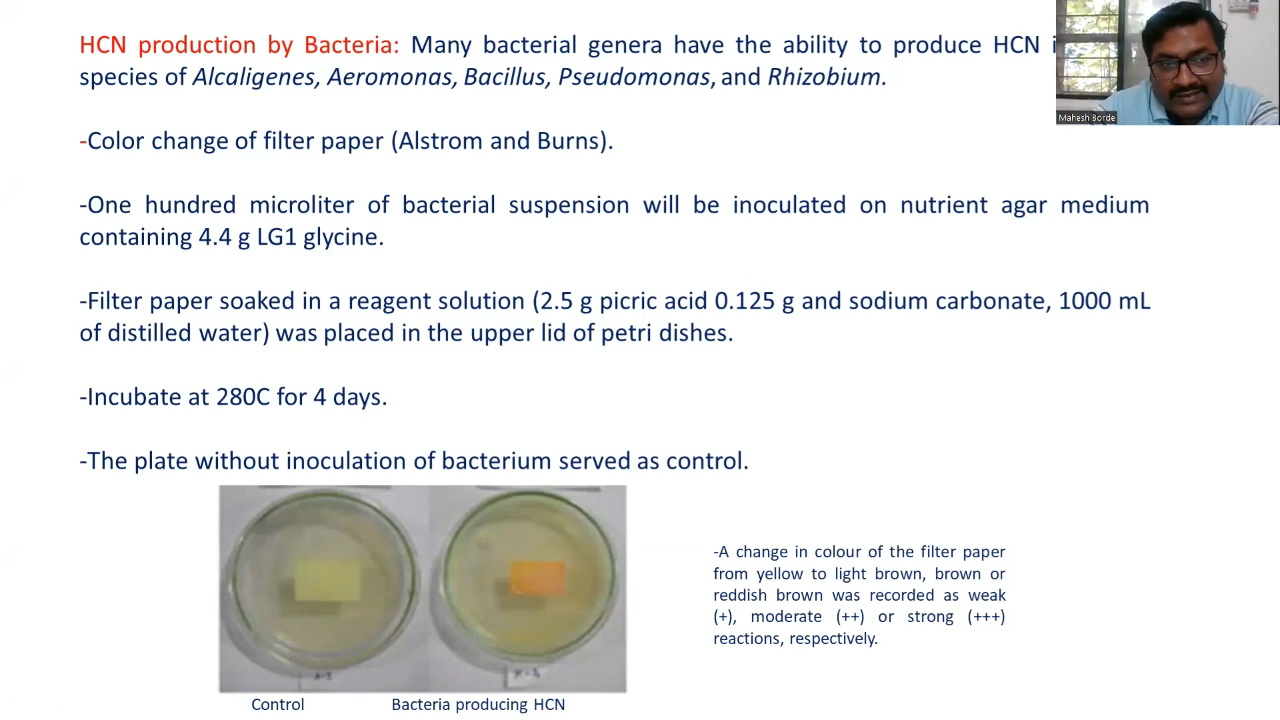 HCN production by Bacteria: Many bacterial genera have the ability to produce HCN
species of Alcaligenes, Aeromonas, Bacillus, Pseudomonas, and Rhizobium.
Mahesh Borde
-Color change of filter paper (Alstrom and Burns).
-One hundred microliter of bacterial suspension will be inoculated on nutrient agar medium
containing 4.4 g LG1 glycine.
-Filter paper soaked in a reagent solution (2.5 g picric acid 0.125 g and sodium carbonate, 1000 mL
of distilled water) was placed in the upper lid of petri dishes.
-Incubate at 280C for 4 days.
-The plate without inoculation of bacterium served as control.
-A change in colour of the filter paper
from yellow to light brown, brown or
reddish brown was recorded as weak
(+), moderate (++) or strong (+++)
reactions, respectively.
Control
Bacteria producing HCN